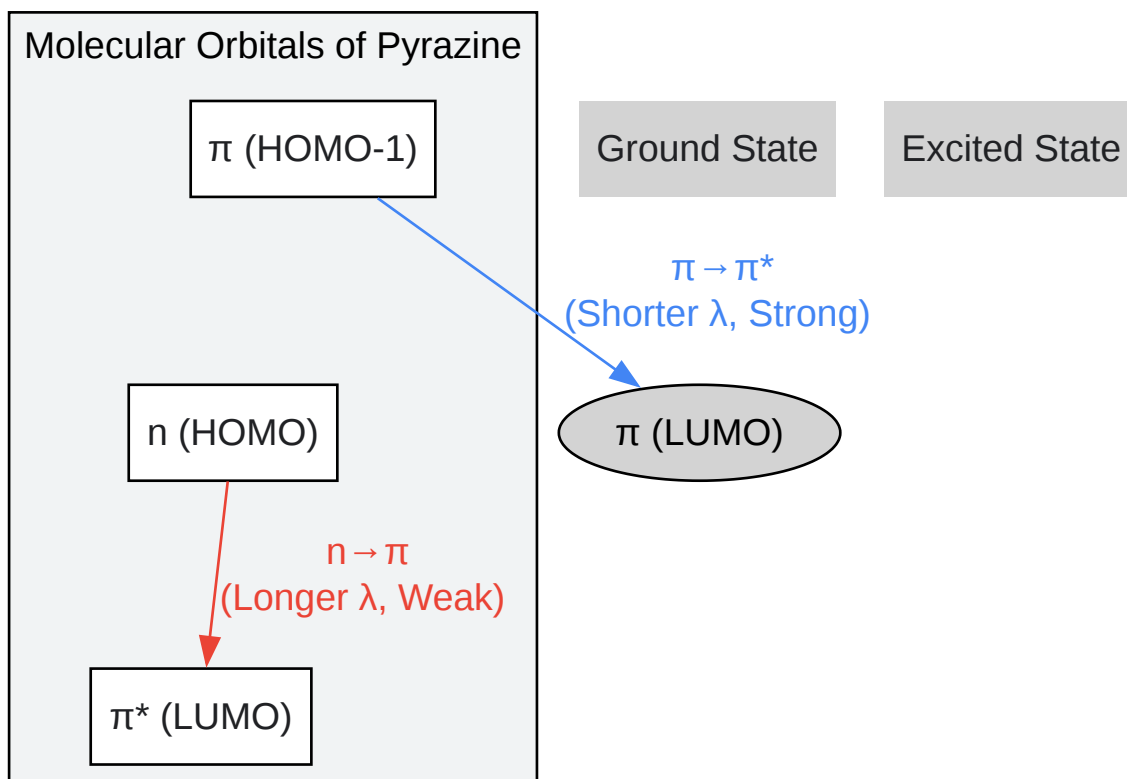 Molecular Orbitals of Pyrazine
π (HOMO-1)
Ground State
Excited State
π→π*
(Shorter λ, Strong)
n (HOMO)
π (LUMO)
n→π
(Longer λ, Weak)
π* (LUMO)